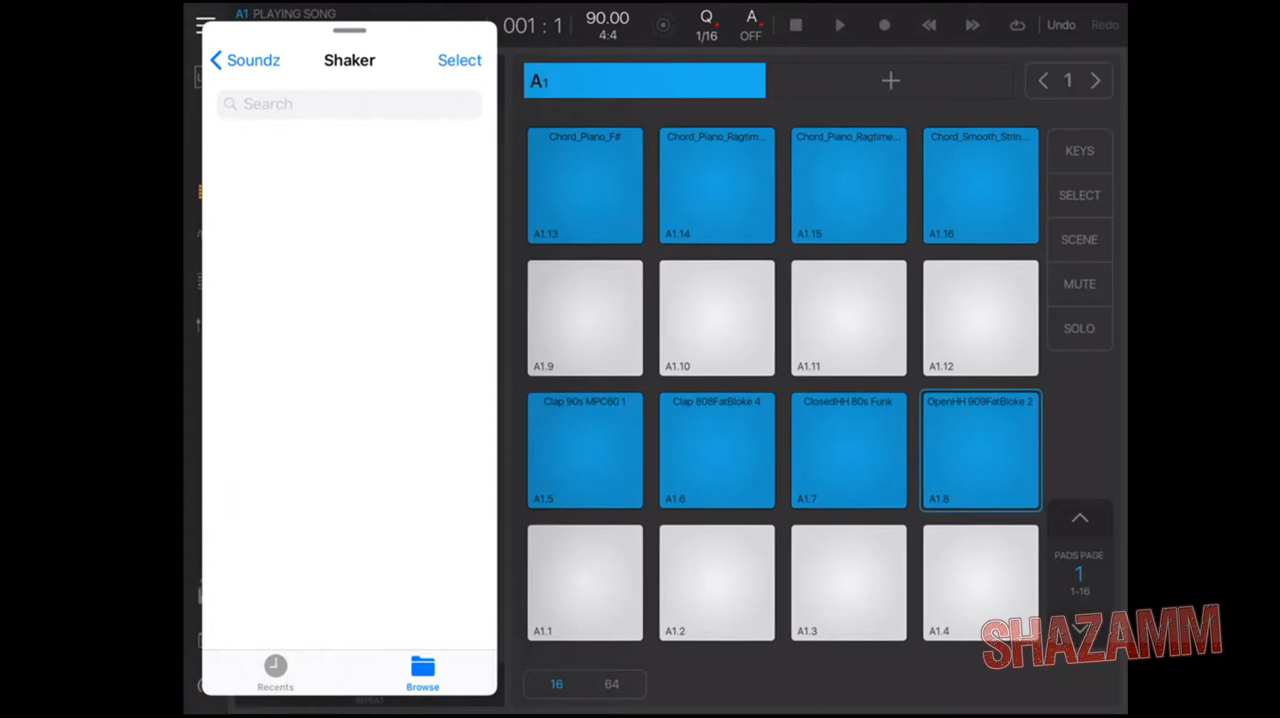 A1 PLAYING SONG
001 : 1
90.00
4:4
Q
1/16
A
OFF
Undo
Redo
Soundz
Shaker
Select
Search
A1
1
Chord_Piano_F#
A1.13
Chord_Piano_Ragtim...
A1.14
Chord_Piano_Ragtime...
A1.15
Chord_Smooth_Strin...
A1.16
KEYS
SELECT
SCENE
MUTE
SOLO
A1.9
A1.10
A1.11
A1.12
Clap 90s MPC60 1
A1.5
Clap 808FatBloke 4
A1.6
ClosedHH 80s Funk
A1.7
OpenHH 909FatBloke 2
A1.8
A1.1
A1.2
A1.3
A1.4
PADS PAGE
1
1-16
SHAZAMM
Recents
Browse
REPEAT
16
64